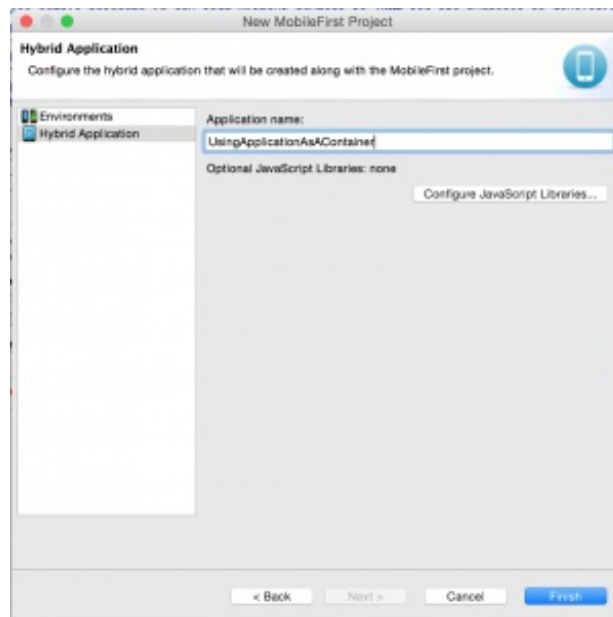 New MobileFirst Project
Hybrid Application
Configure the hybrid application that will be created along with the MobileFirst project.
Environments
Hybrid Application
Application name:
UsingApplicationAsAContainer
Optional JavaScript Libraries: none
Configure JavaScript Libraries...
< Back
Next >
Cancel
Finish